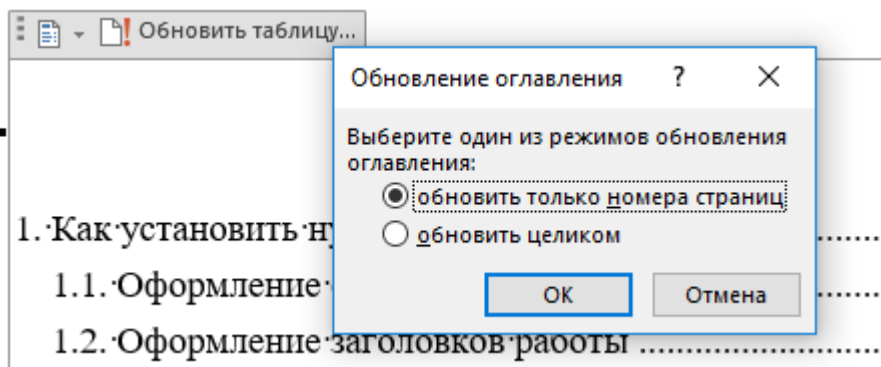 Обновить таблицу...
Обновление оглавления ?
Выберите один из режимов обновления
оглавления:
обновить только номера страниц
обновить целиком
ОК Отмена
1. Как установить
1.1. Оформление
1.2. Оформление заголовков работы ..............................